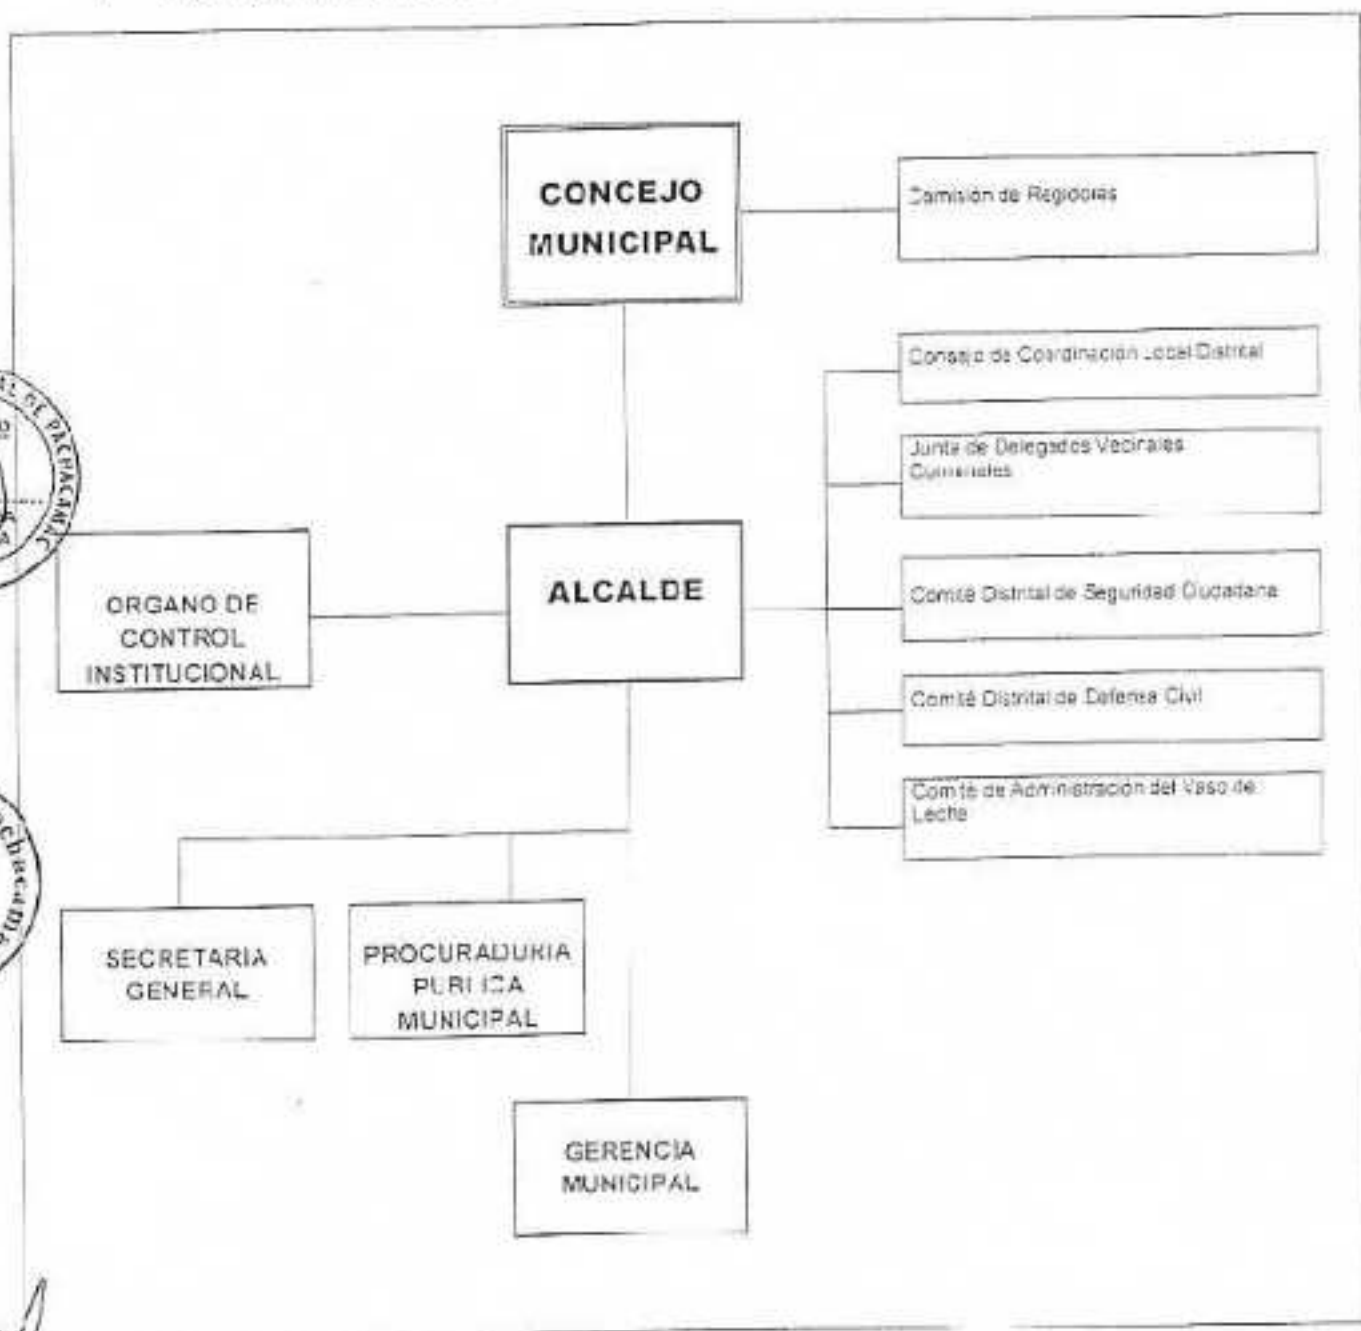 CONCEJO
MUNICIPAL
Comisión de Regidores
Consejo de Coordinación Local Distrital
Junta de Delegados Vecinales
Comunales
ORGANO DE
CONTROL
INSTITUCIONAL
ALCALDE
Comité Distrital de Seguridad Ciudadana
Comité Distrital de Defensa Civil
Comité de Administración del Vaso de
Leche
SECRETARIA
GENERAL
PROCURADURIA
PUBLICA
MUNICIPAL
GERENCIA
MUNICIPAL
DE PACHACAMAC